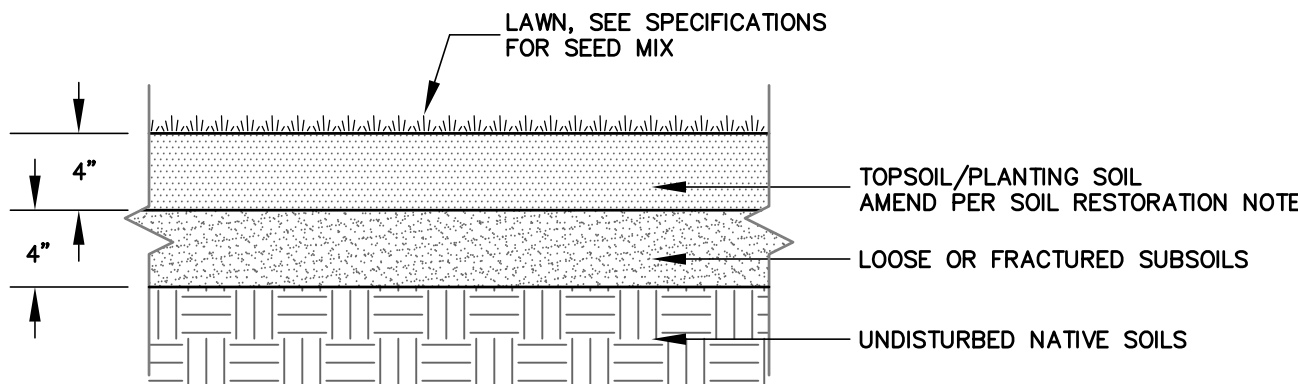 LAWN, SEE SPECIFICATIONS
FOR SEED MIX
4"
TOPSOIL/PLANTING SOIL
AMEND PER SOIL RESTORATION NOTE
4"
LOOSE OR FRACTURED SUBSOILS
UNDISTURBED NATIVE SOILS